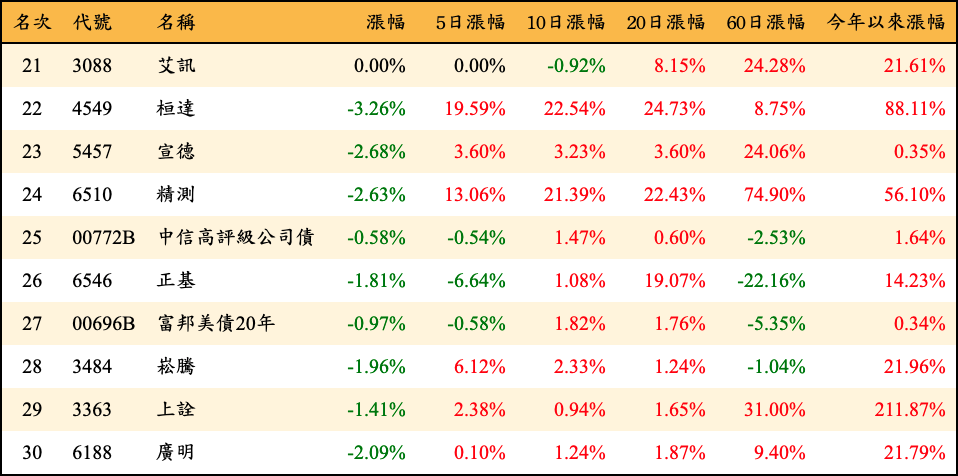 名次 代號 名稱 漲幅 5日漲幅 10日漲幅 20日漲幅 60日漲幅 今年以來漲幅
21 3088 艾訊 0.00% 0.00% -0.92% 8.15% 24.28% 21.61%
22 4549 桓達 -3.26% 19.59% 22.54% 24.73% 8.75% 88.11%
23 5457 宣德 -2.68% 3.60% 3.23% 3.60% 24.06% 0.35%
24 6510 精測 -2.63% 13.06% 21.39% 22.43% 74.90% 56.10%
25 00772B 中信高評級公司債 -0.58% -0.54% 1.47% 0.60% -2.53% 1.64%
26 6546 正基 -1.81% -6.64% 1.08% 19.07% -22.16% 14.23%
27 00696B 富邦美債20年 -0.97% -0.58% 1.82% 1.76% -5.35% 0.34%
28 3484 崧騰 -1.96% 6.12% 2.33% 1.24% -1.04% 21.96%
29 3363 上詮 -1.41% 2.38% 0.94% 1.65% 31.00% 211.87%
30 6188 廣明 -2.09% 0.10% 1.24% 1.87% 9.40% 21.79%